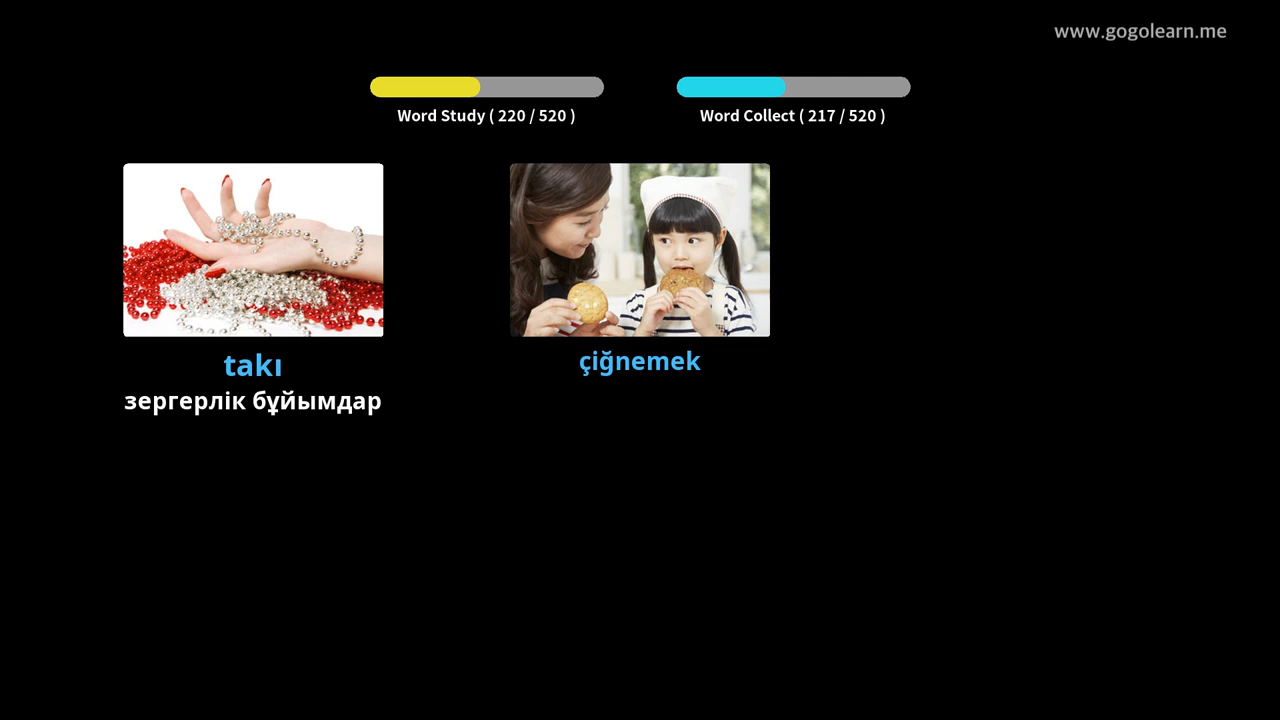 www.gogolearn.me
Word Study ( 220 / 520 )
Word Collect ( 217 / 520 )
takı
зергерлік бұйымдар
çiğnemek